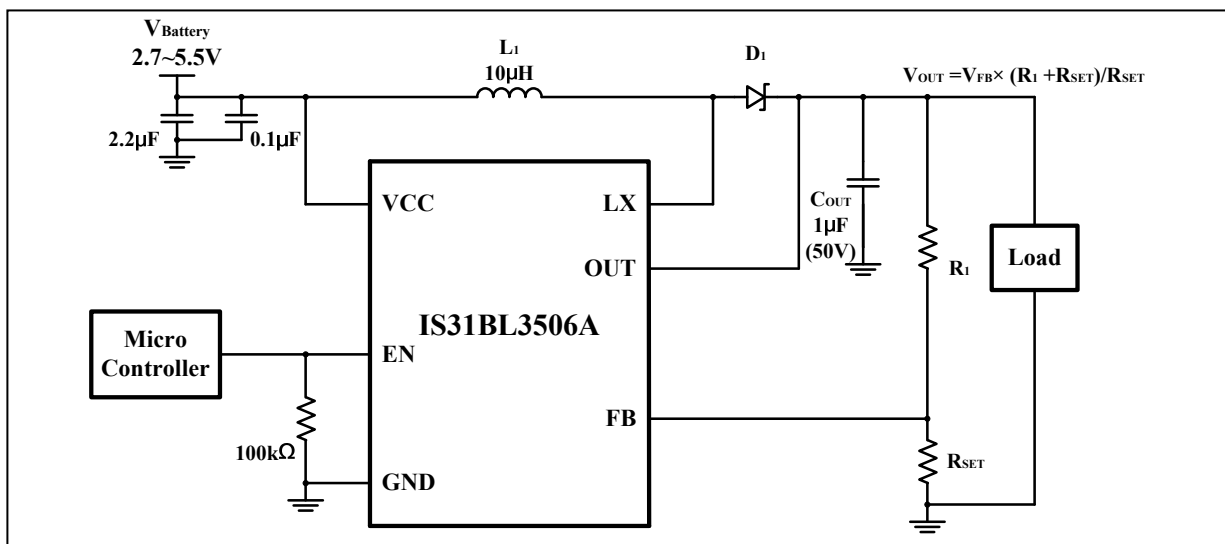 VBattery
2.7~5.5V
L1
10μH
D1
VOUT =VFB× (R1 +RSET)/RSET
2.2μF
0.1μF
VCC
LX
COUT
1μF
(50V)
OUT
R1
Load
IS31BL3506A
Micro
Controller
EN
FB
100kΩ
RSET
GND